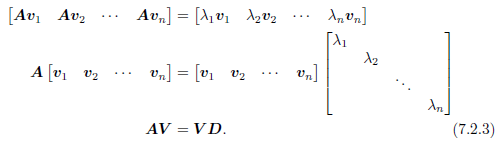 [Av₁ Av₂ ⋯ Avₙ] = [λ₁v₁ λ₂v₂ ⋯ λₙvₙ]
A [v₁ v₂ ⋯ vₙ] = [v₁ v₂ ⋯ vₙ] [λ₁
λ₂
⋱
λₙ]
AV = VD. (7.2.3)